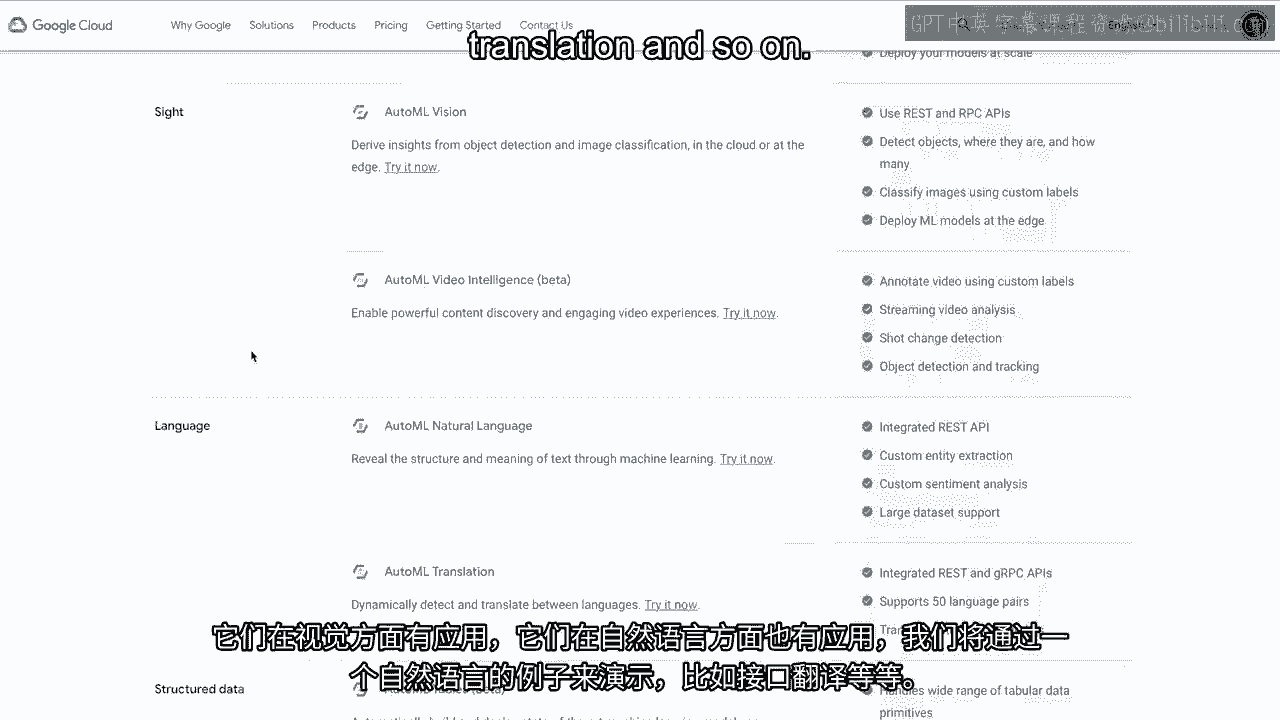 Google Cloud
Why Google
Solutions
Products
Pricing
Getting Started
Contact Us
GPT中英字幕课程资源@bilibili.com
translation and so on.
Deploy your models at scale
Sight
AutoML Vision
Derive insights from object detection and image classification, in the cloud or at the
edge. Try it now.
Use REST and RPC APIs
Detect objects, where they are, and how
many
Classify images using custom labels
Deploy ML models at the edge
AutoML Video Intelligence (beta)
Enable powerful content discovery and engaging video experiences. Try it now.
Annotate video using custom labels
Streaming video analysis
Shot change detection
Object detection and tracking
Language
AutoML Natural Language
Reveal the structure and meaning of text through machine learning. Try it now.
Integrated REST API
Custom entity extraction
Custom sentiment analysis
Large dataset support
AutoML Translation
Dynamically detect and translate between languages. Try it now.
Integrated REST and gRPC APIs
Supports 50 language pairs
它们在视觉方面有应用，它们在自然语言方面也有应用，我们将通过一
个自然语言的例子来演示，比如接口翻译等等。
Structured data
Handles wide range of tabular data
primitives